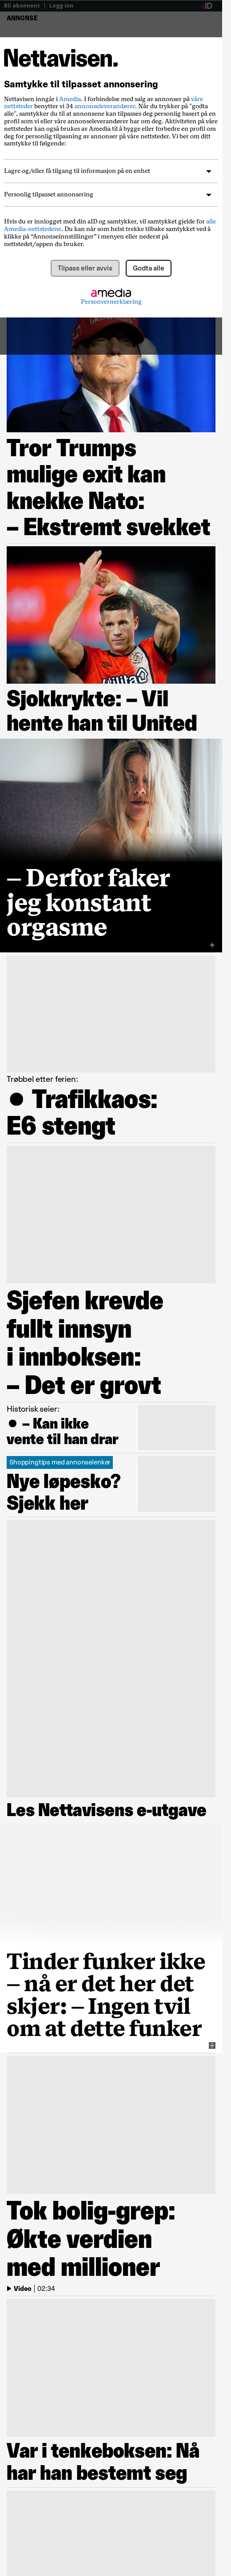 Bli abonnent | Logg inn
aID
ANNONSE
Nettavisen.
Samtykke til tilpasset annonsering
Nettavisen inngår i Amedia. I forbindelse med salg av annonser på våre
nettsteder benytter vi 34 annonseleverandører. Når du trykker på "godta
alle", samtykker du til at annonsene kan tilpasses deg personlig basert på en
profil som vi eller våre annonseleverandører har om deg. Aktiviteten på våre
nettsteder kan også brukes av Amedia til å bygge eller forbedre en profil om
deg for personlig tilpasning av annonser på våre nettsteder. Vi ber om ditt
samtykke til følgende:
Lagre og/eller få tilgang til informasjon på en enhet
Personlig tilpasset annonsering
Hvis du er innlogget med din aID og samtykker, vil samtykket gjelde for alle
Amedia-nettstedene. Du kan når som helst trekke tilbake samtykket ved å
klikke på "Annonseinnstillinger" i menyen eller nederst på
nettstedet/appen du bruker.
Tilpass eller avvis
Godta alle
amedia
Personvernerklæring
Tror Trumps
mulige exit kan
knekke Nato:
– Ekstremt svekket
Sjokkrykte: – Vil
hente han til United
– Derfor faker
jeg konstant
orgasme
Trøbbel etter ferien:
● Trafikkaos:
E6 stengt
Sjefen krevde
fullt innsyn
i innboksen:
– Det er grovt
Historisk seier:
● – Kan ikke
vente til han drar
Shoppingtips med annonselenker
Nye løpesko?
Sjekk her
Les Nettavisens e-utgave
Tinder funker ikke
– nå er det her det
skjer: – Ingen tvil
om at dette funker
Tok bolig-grep:
Økte verdien
med millioner
Video | 02:34
Var i tenkeboksen: Nå
har han bestemt seg